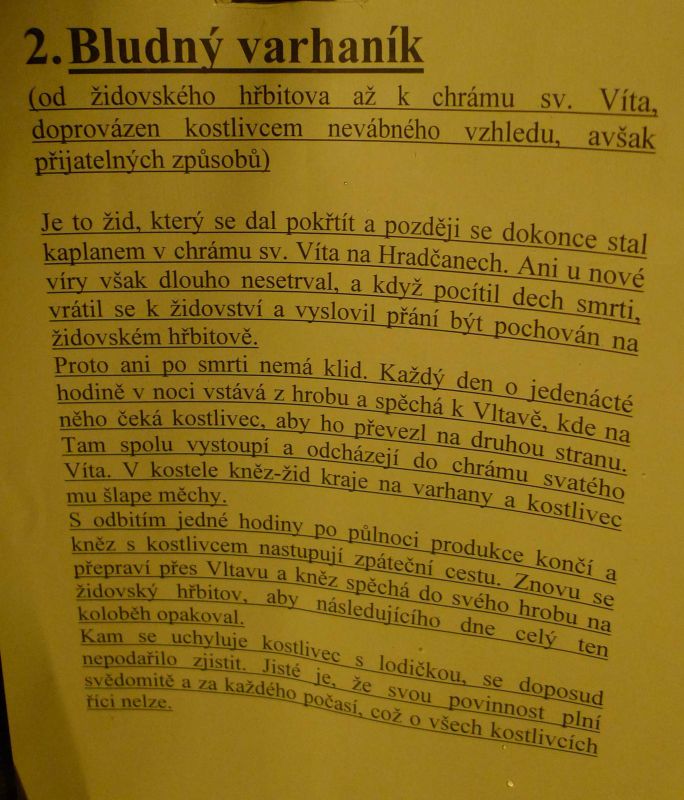 2. Bludný varhaník
(od židovského hřbitova až k chrámu sv. Víta,
doprovázen kostlivcem nevábného vzhledu, avšak
přijatelných způsobů)
Je to žid, který se dal pokřtít a později se dokonce stal
kaplanem v chrámu sv. Víta na Hradčanech. Ani u nové
víry však dlouho nesetrval, a když pocítil dech smrti,
vrátil se k židovství a vyslovil přání být pochován na
židovském hřbitově.
Proto ani po smrti nemá klid. Každý den o jedenácté
hodině v noci vstává z hrobu a spěchá k Vltavě, kde na
něho čeká kostlivec, aby ho převezl na druhou stranu.
Tam spolu vystoupí a odcházejí do chrámu svatého
Víta. V kostele kněz-žid kraje na varhany a kostlivec
mu šlape měchy.
S odbitím jedné hodiny po půlnoci produkce končí a
kněz s kostlivcem nastupují zpáteční cestu. Znovu se
přepraví přes Vltavu a kněz spěchá do svého hrobu na
židovský hřbitov, aby následujícího dne celý ten
koloběh opakoval.
Kam se uchyluje kostlivec s lodičkou, se doposud
nepodařilo zjistit. Jisté je, že svou povinnost plní
svědomitě a za každého počasí, což o všech kostlivcích
říci nelze.